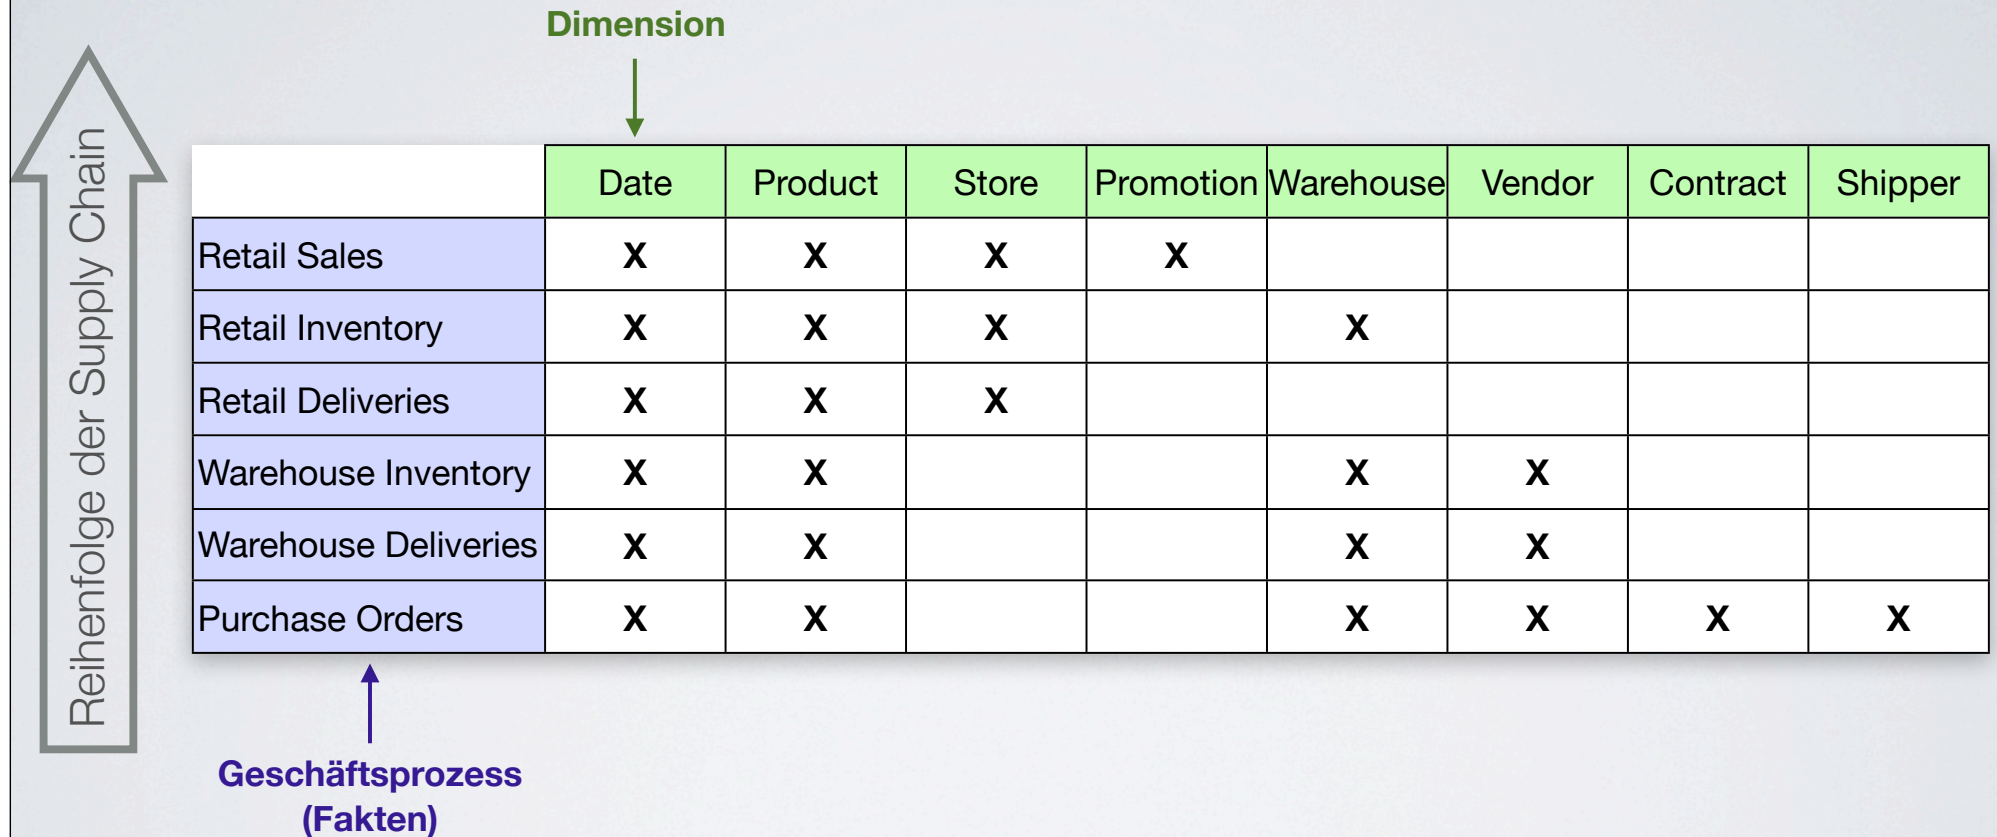 Dimension
Reihenfolge der Supply Chain
Date Product Store Promotion Warehouse Vendor Contract Shipper
Retail Sales X X X X
Retail Inventory X X X X
Retail Deliveries X X X
Warehouse Inventory X X X X
Warehouse Deliveries X X X X
Purchase Orders X X X X X X
Geschäftsprozess
(Fakten)